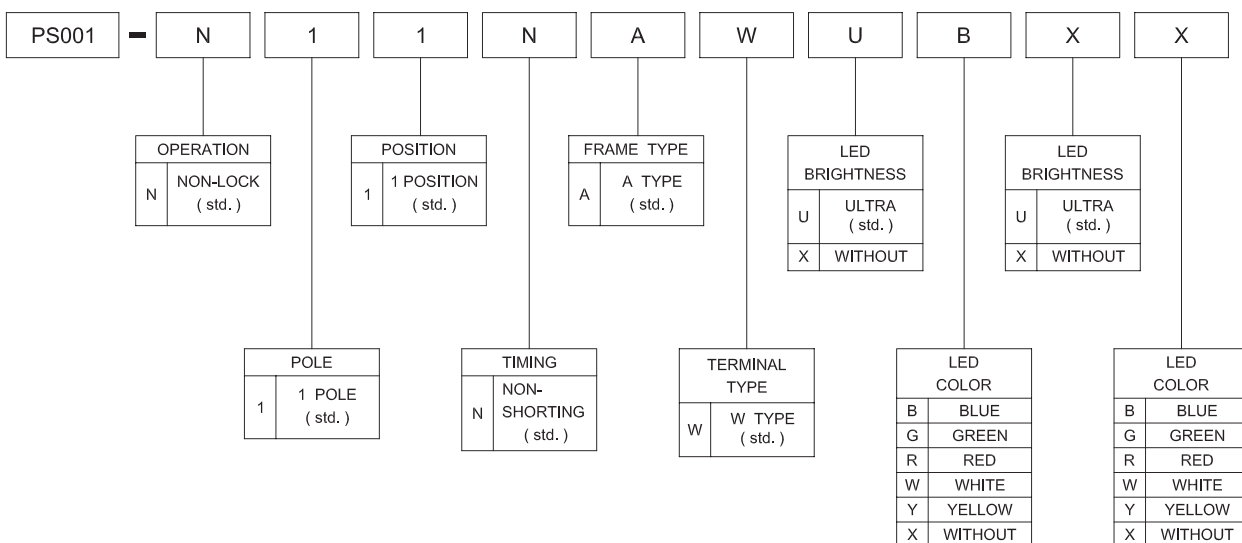 PS001 - N 1 1 N A W U B X X
OPERATION
N NON-LOCK
( std. )
POSITION
1 1 POSITION
( std. )
FRAME TYPE
A A TYPE
( std. )
LED
BRIGHTNESS
U ULTRA
( std. )
X WITHOUT
LED
BRIGHTNESS
U ULTRA
( std. )
X WITHOUT
POLE
1 1 POLE
( std. )
TIMING
N NON-
SHORTING
( std. )
TERMINAL
TYPE
W W TYPE
( std. )
LED
COLOR
B BLUE
G GREEN
R RED
W WHITE
Y YELLOW
X WITHOUT
LED
COLOR
B BLUE
G GREEN
R RED
W WHITE
Y YELLOW
X WITHOUT